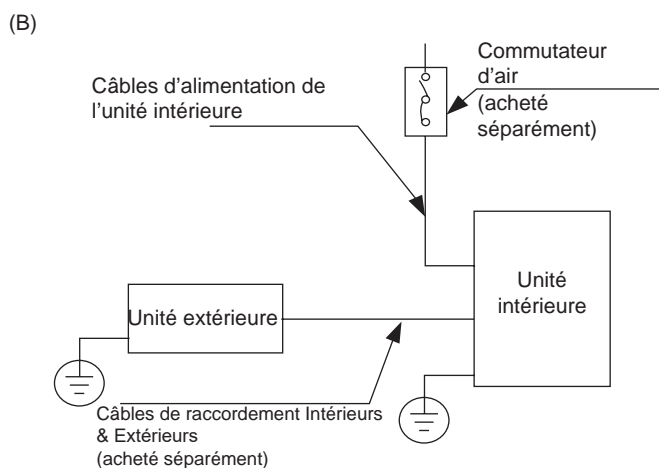 (B)
Commutateur
d'air
(acheté
séparément)
Câbles d'alimentation de
l'unité intérieure
Unité
intérieure
Unité extérieure
Câbles de raccordement Intérieurs
& Extérieurs
(acheté séparément)